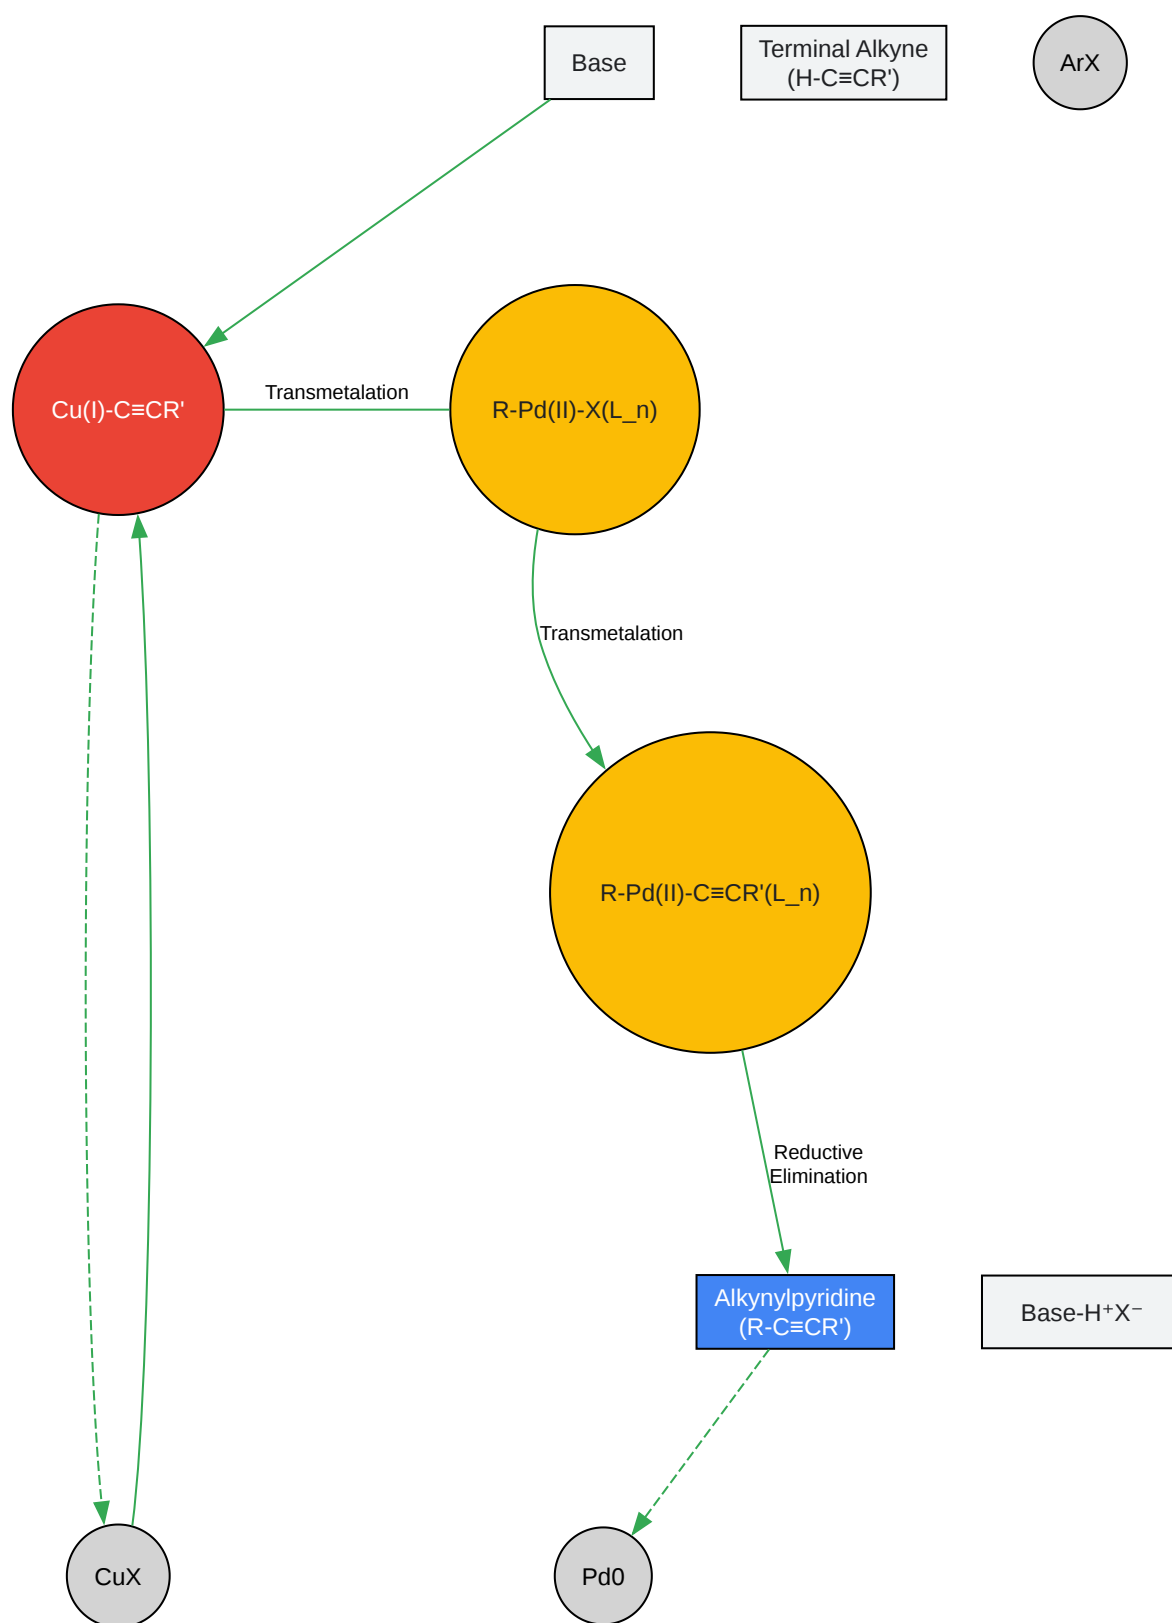 Base
Terminal Alkyne
(H-C≡CR')
ArX
Transmetalation
Cu(I)-C≡CR'
R-Pd(II)-X(L_n)
Transmetalation
R-Pd(II)-C≡CR'(L_n)
Reductive
Elimination
Alkynylpyridine
(R-C≡CR')
Base-H⁺X⁻
CuX
Pd0